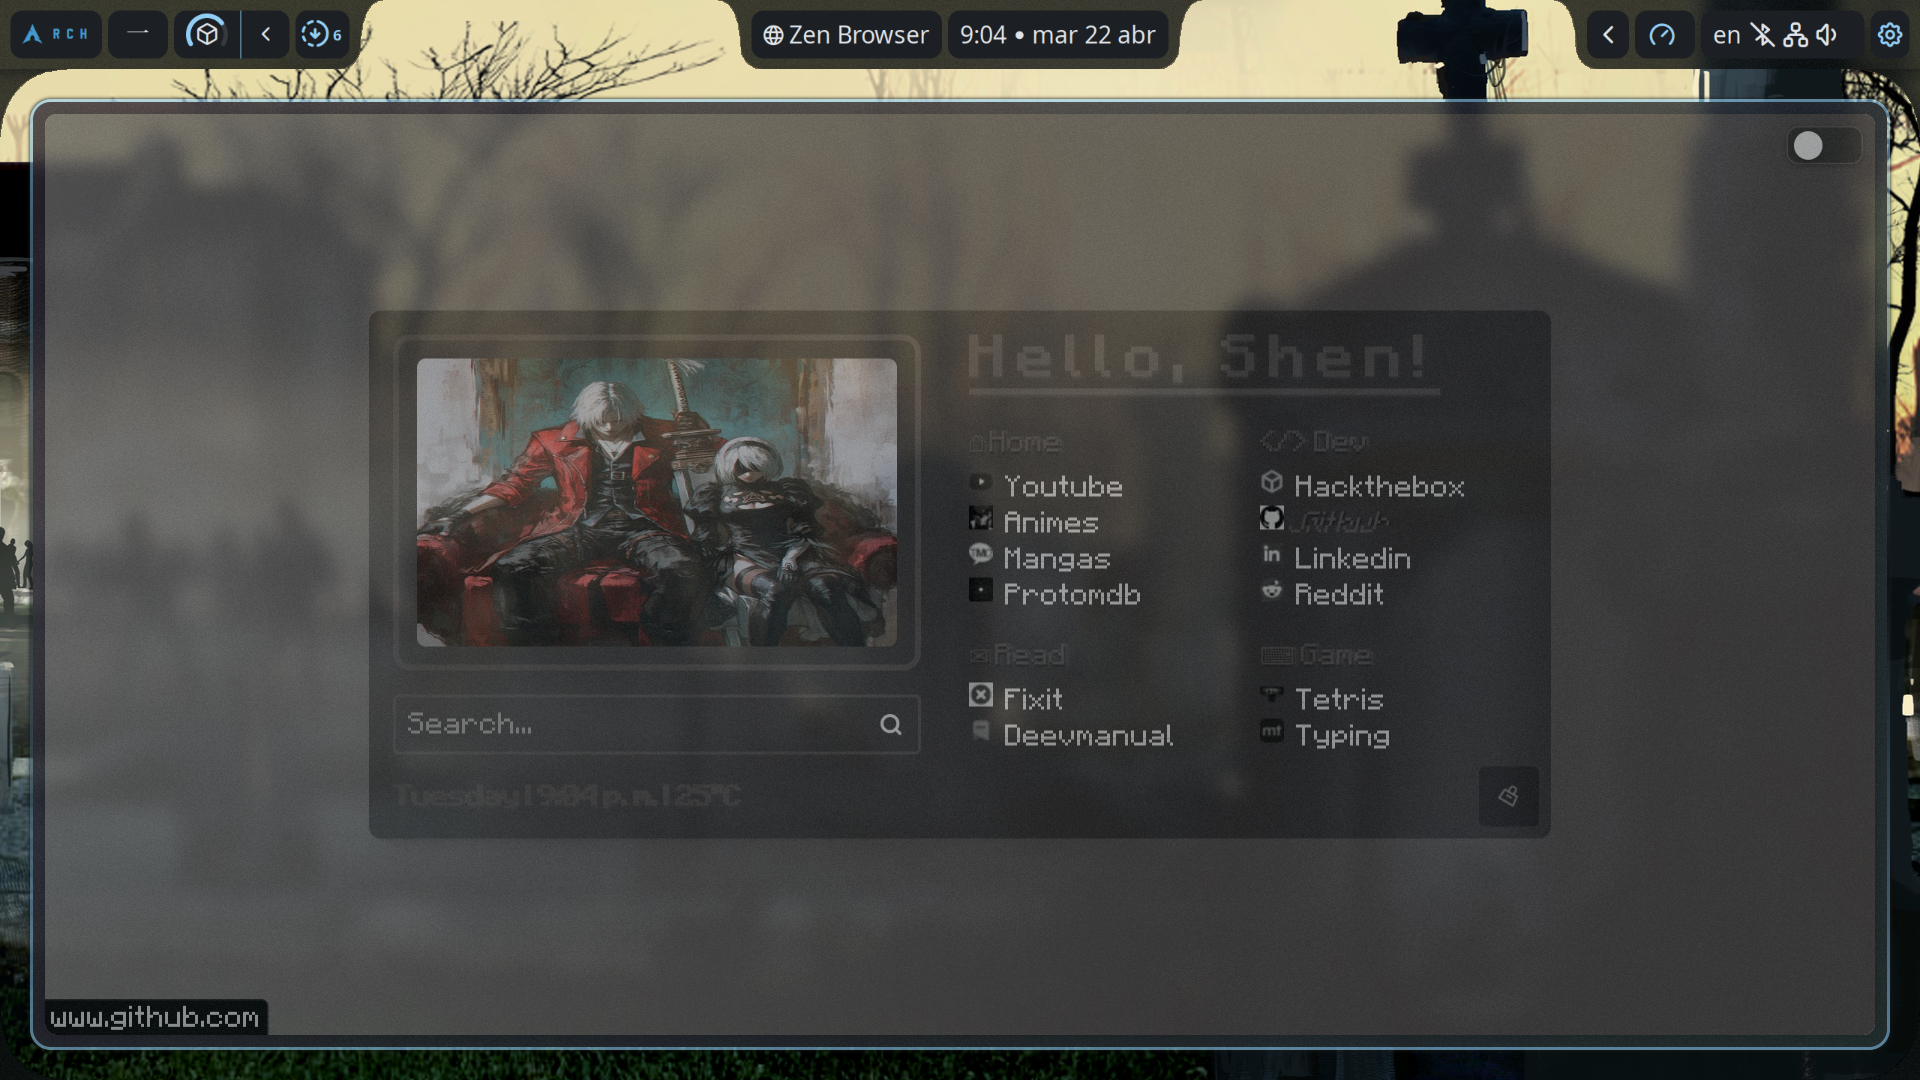 RCH
6
Zen Browser
9:04 • mar 22 abr
en
Hello, Shen!
Home
Youtube
Animes
Mangas
Protomdb
</> Dev
Hackthebox
Github
Linkedin
Reddit
Read
Fixit
Deevmanual
Game
Tetris
Typing
Search...
Tuesday | 9:04 p. m. | 25°C
www.github.com